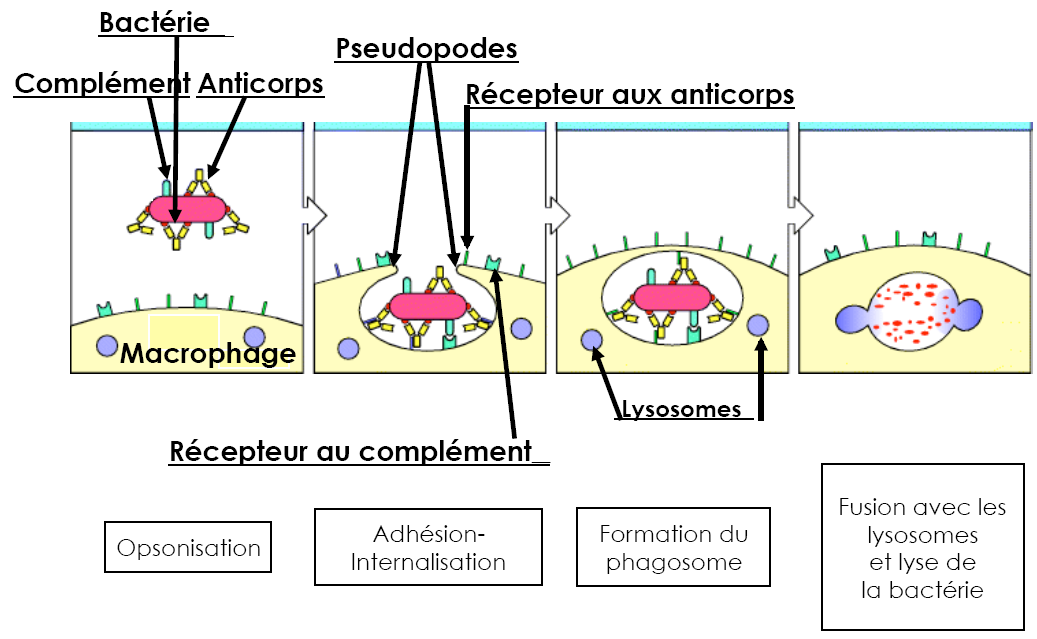 Bactérie
Pseudopodes
Complément Anticorps
Récepteur aux anticorps
Macrophage
Lysosomes
Récepteur au complément
Opsonisation
Adhésion-
Internalisation
Formation du
phagosome
Fusion avec les
lysosomes
et lyse de
la bactérie